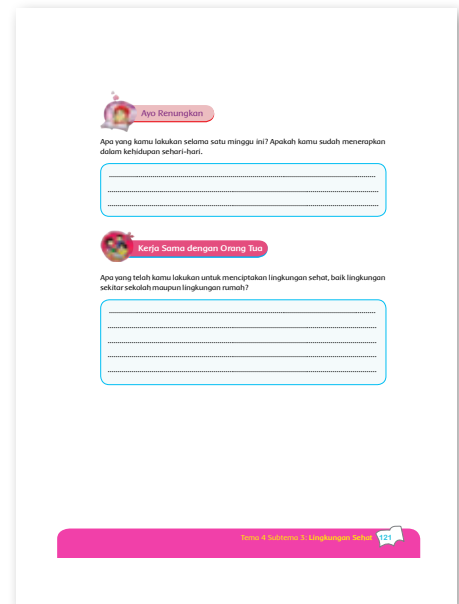 Ayo Renungkan
Apa yang kamu lakukan selama satu minggu ini? Apakah kamu sudah menerapkan
dalam kehidupan sehari-hari.
Kerja Sama dengan Orang Tua
Apa yang telah kamu lakukan untuk menciptakan lingkungan sehat, baik lingkungan
sekitar sekolah maupun lingkungan rumah?
Tema 4 Subtema 3: Lingkungan Sehat 121